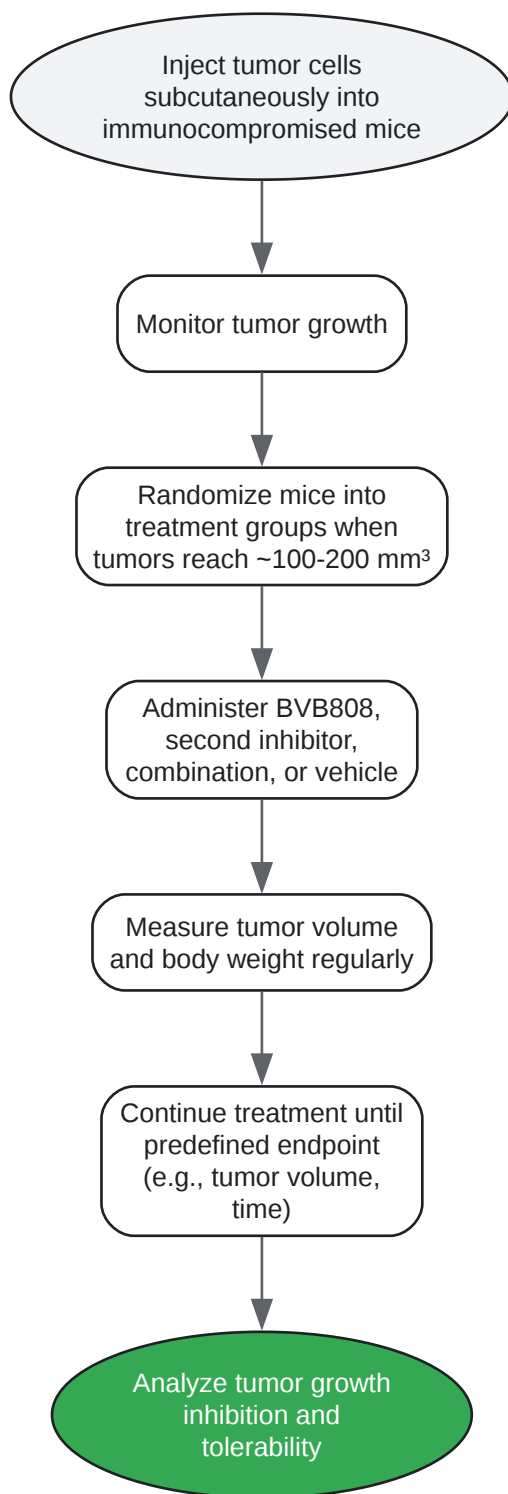 Inject tumor cells
subcutaneously into
immunocompromised mice
Monitor tumor growth
Randomize mice into
treatment groups when
tumors reach ~100-200 mm³
Administer BVB808,
second inhibitor,
combination, or vehicle
Measure tumor volume
and body weight regularly
Continue treatment until
predefined endpoint
(e.g., tumor volume,
time)
Analyze tumor growth
inhibition and
tolerability